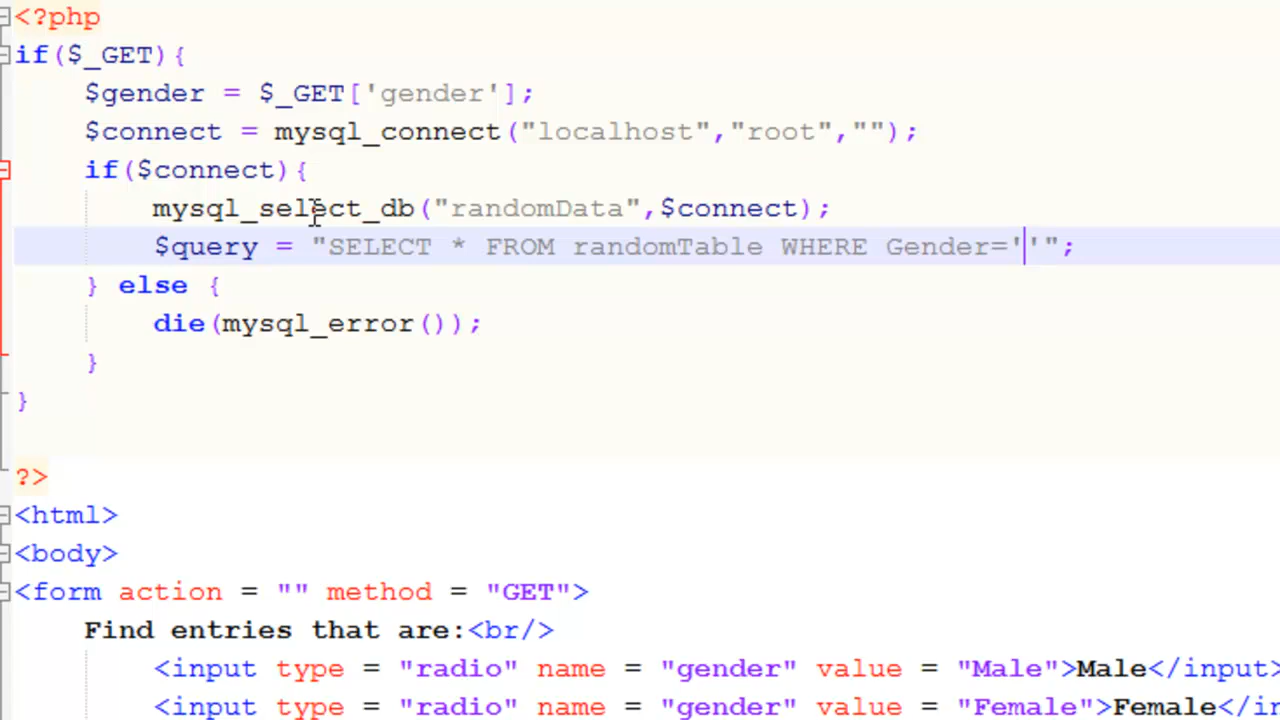 <?php
if($_GET){
$gender = $_GET['gender'];
$connect = mysql_connect("localhost","root","");
if($connect){
mysql_select_db("randomData",$connect);
$query = "SELECT * FROM randomTable WHERE Gender=''";
} else {
die(mysql_error());
}
}
?>
<html>
<body>
<form action = "" method = "GET">
Find entries that are:<br/>
<input type = "radio" name = "gender" value = "Male">Male</input>
<input type = "radio" name = "gender" value = "Female">Female</in